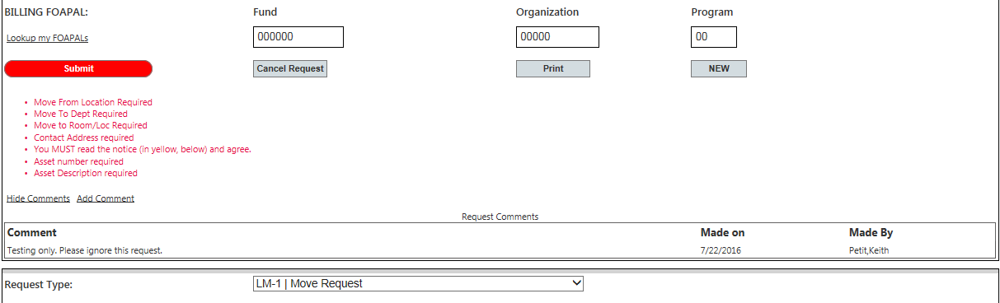 BILLING FOAPAL: Fund Organization Program
Lookup my FOAPALs 000000 00000 00
Submit Cancel Request Print NEW
• Move From Location Required
• Move To Dept Required
• Move to Room/Loc Required
• Contact Address required
• You MUST read the notice (in yellow, below) and agree.
• Asset number required
• Asset Description required
Hide Comments Add Comment
Request Comments
Comment Made on Made By
Testing only. Please ignore this request. 7/22/2016 Petit,Keith
Request Type: LM-1 | Move Request